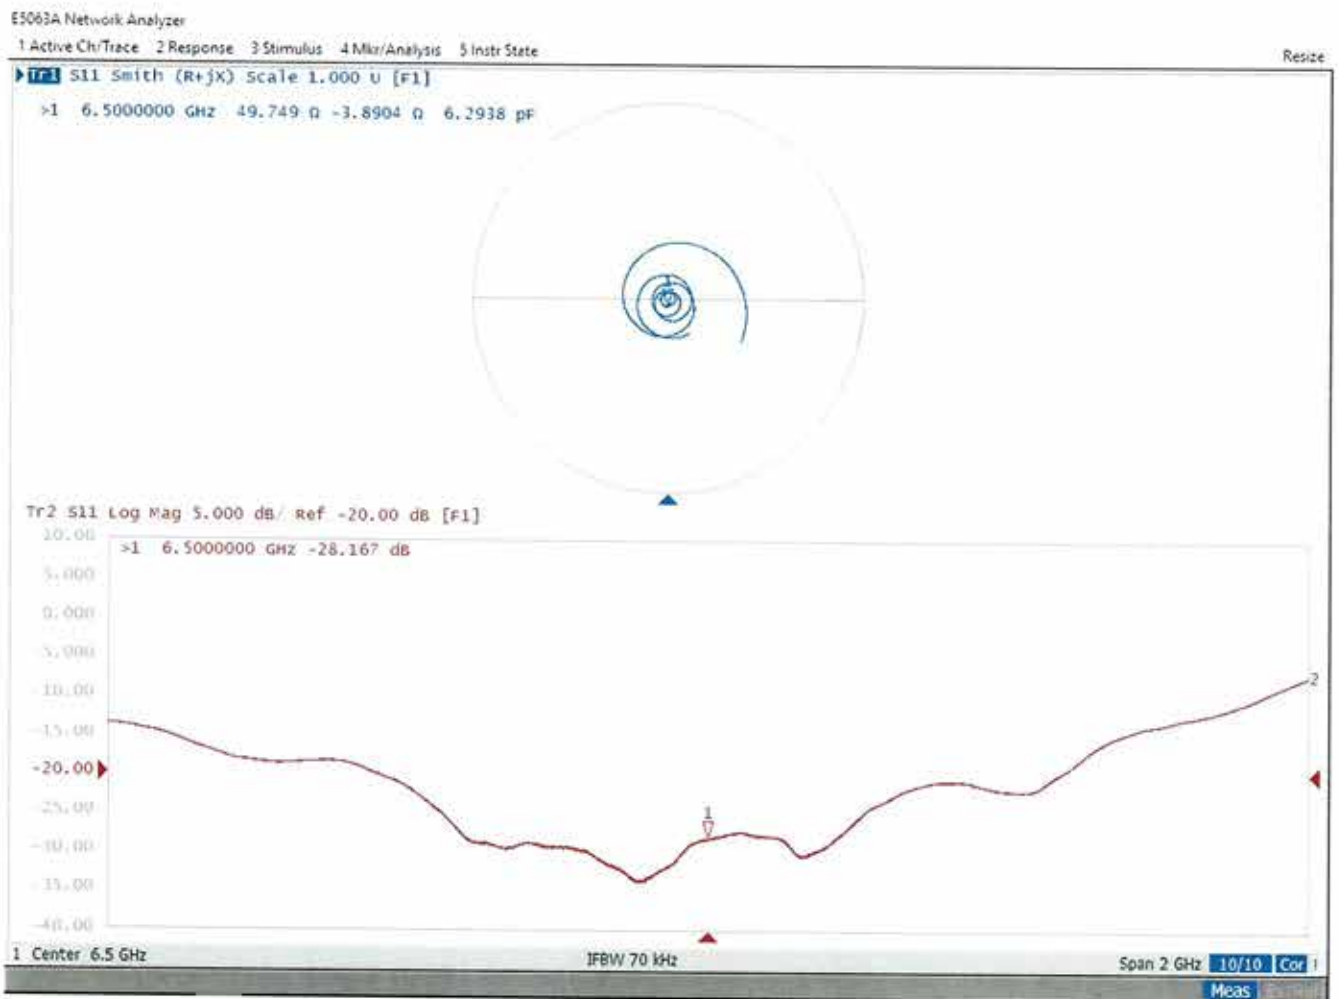 E5063A Network Analyzer
1 Active Ch/Trace 2 Response 3 Stimulus 4 Mkr/Analysis 5 Instr State
Resize
Tr1 S11 Smith (R+jX) Scale 1.000 U [F1]
>1 6.5000000 GHz 49.749 Ω -3.8904 Ω 6.2938 pF
Tr2 S11 Log Mag 5.000 dB/ Ref -20.00 dB [F1]
10.00
>1 6.5000000 GHz -28.167 dB
5.000
0.000
-5.000
-10.00
2
-15.00
-20.00
-25.00
1
-30.00
-35.00
-40.00
1 Center 6.5 GHz IFBW 70 kHz Span 2 GHz 10/10 Cor 1
Meas